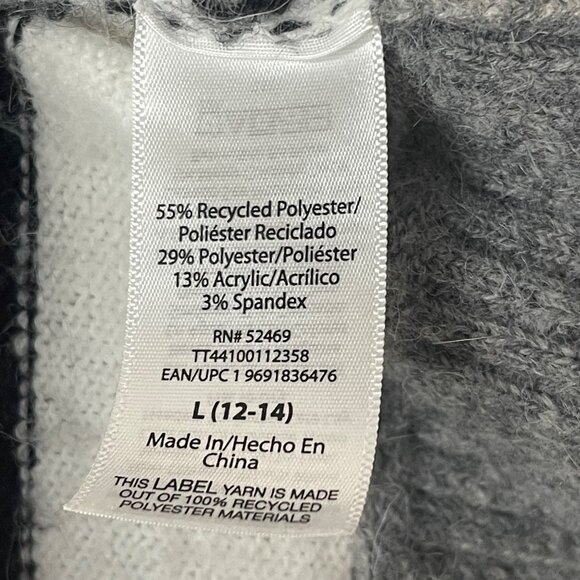 55% Recycled Polyester/
Poliéster Reciclado
29% Polyester/Poliéster
13% Acrylic/Acrílico
3% Spandex
RN# 52469
TT44100112358
EAN/UPC 1 9691836476
L (12-14)
Made In/Hecho En
China
THIS LABEL YARN IS MADE
OUT OF 100% RECYCLED
POLYESTER MATERIALS